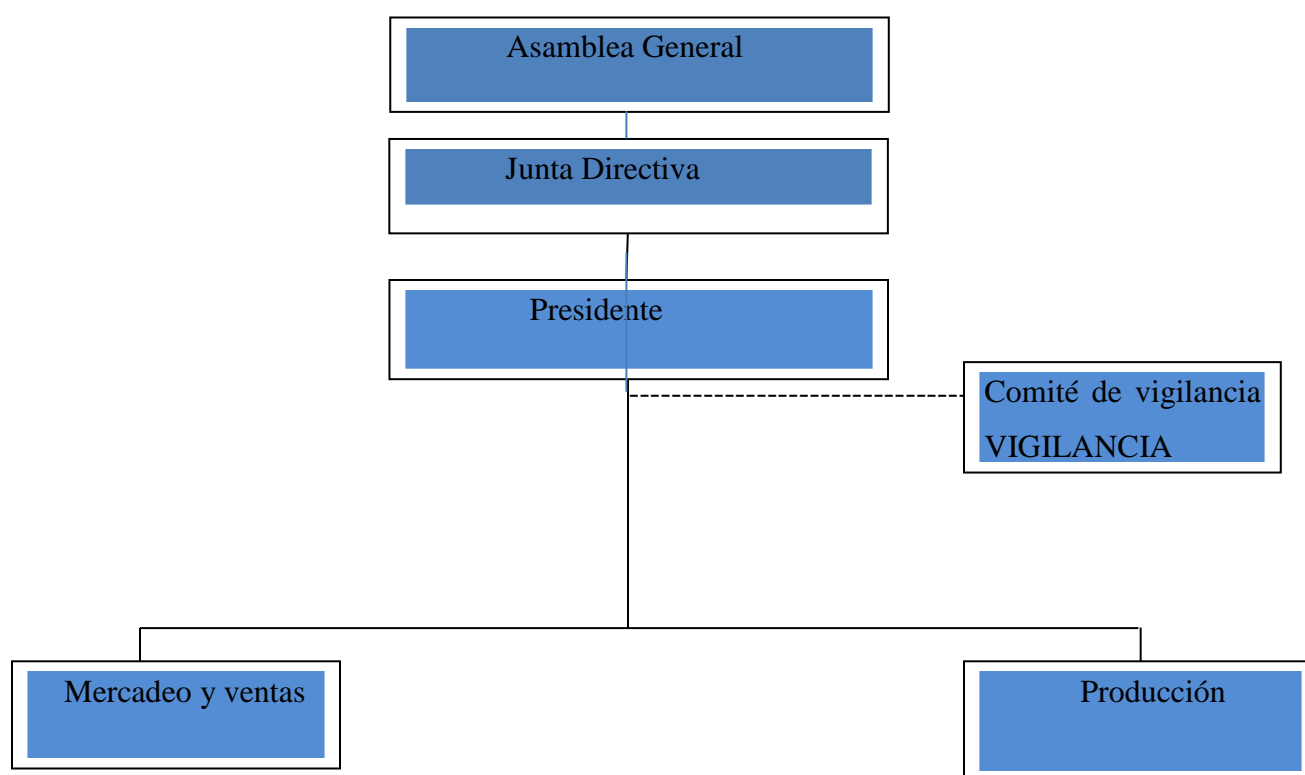 Asamblea General
Junta Directiva
Presidente
Comité de vigilancia
VIGILANCIA
Mercadeo y ventas
Producción